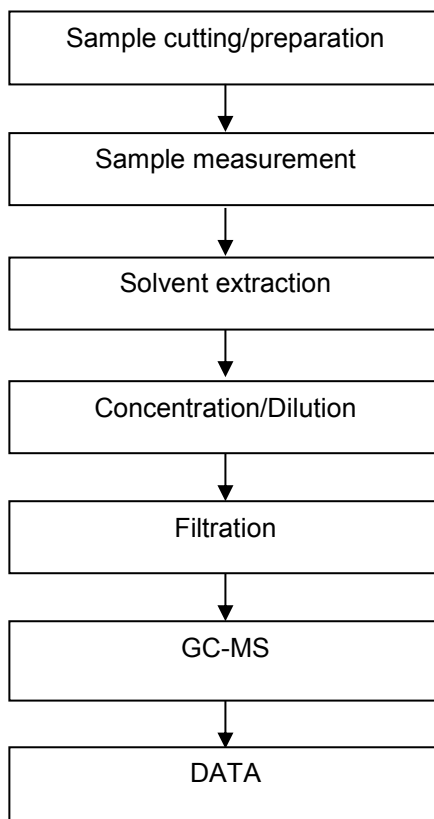 Sample cutting/preparation
Sample measurement
Solvent extraction
Concentration/Dilution
Filtration
GC-MS
DATA